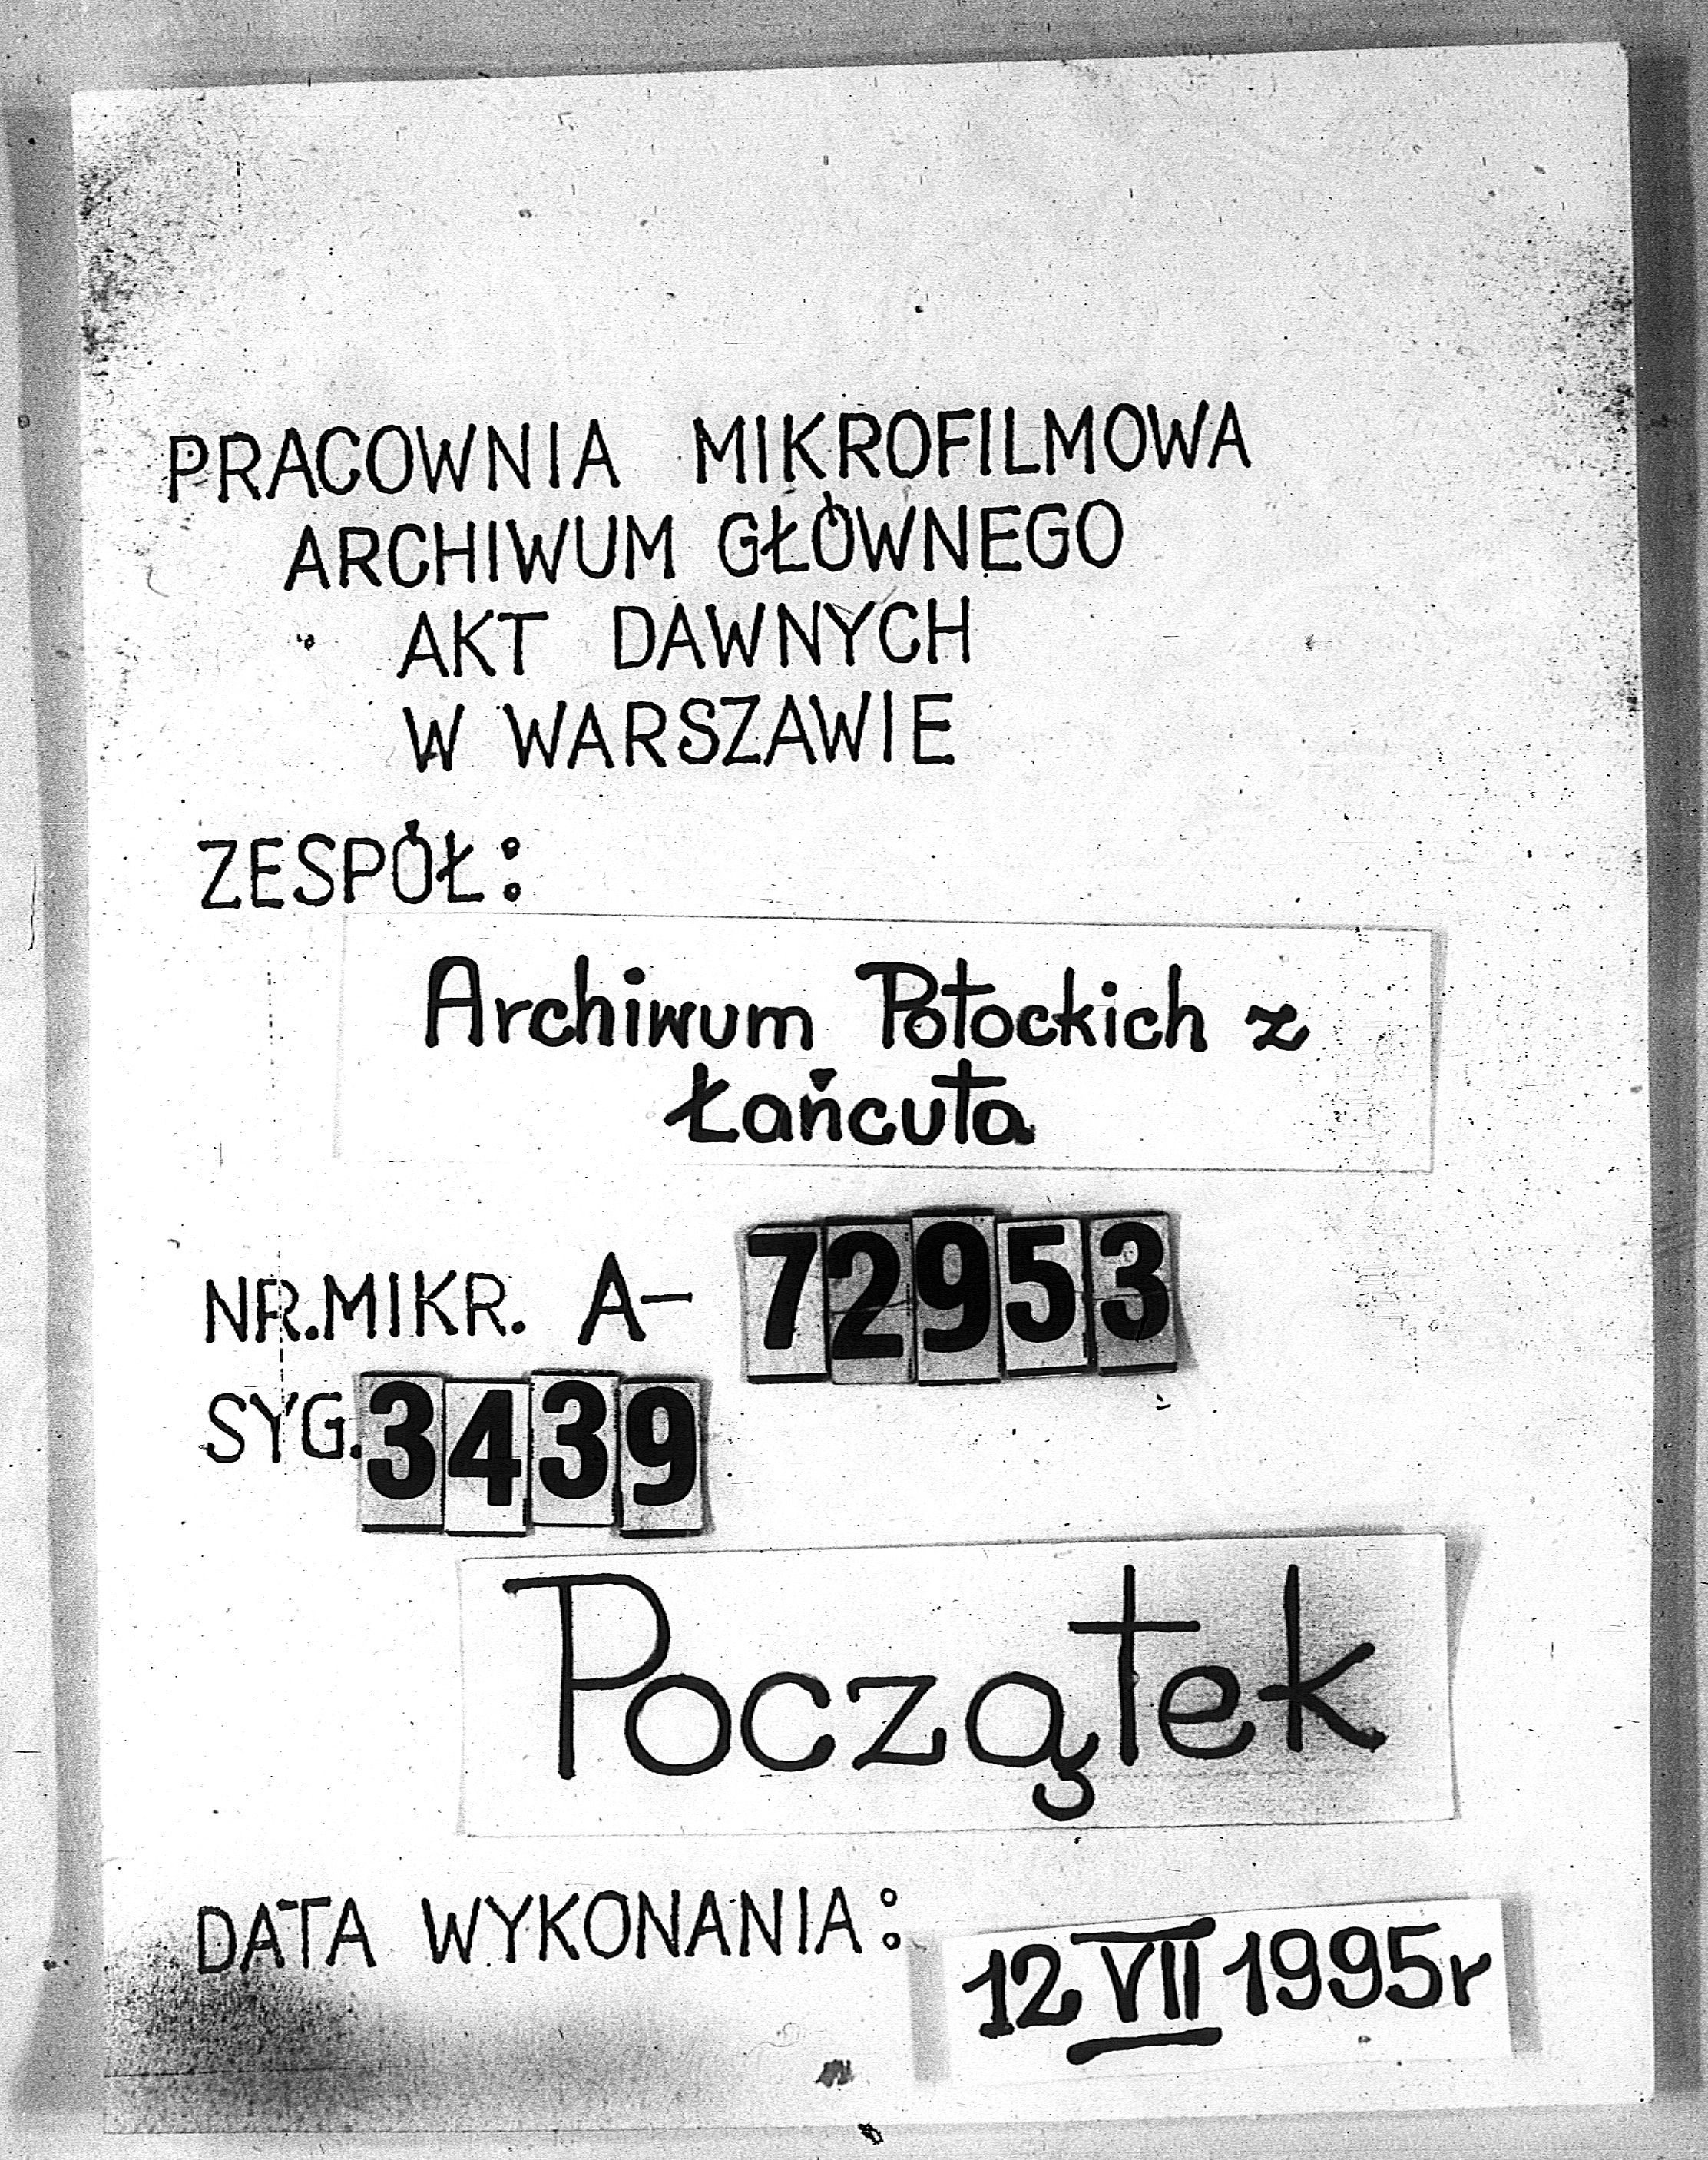 PRACOWNIA MIKROFILMOWA
ARCHIWUM GŁÓWNEGO
AKT DAWNYCH
W WARSZAWIE
ZESPÓŁ:
Archiwum Potockich z
Łańcuta
NR.MIKR. A- 72953
SYG. 3439
Początek
DATA WYKONANIA: 12 VII 1995r